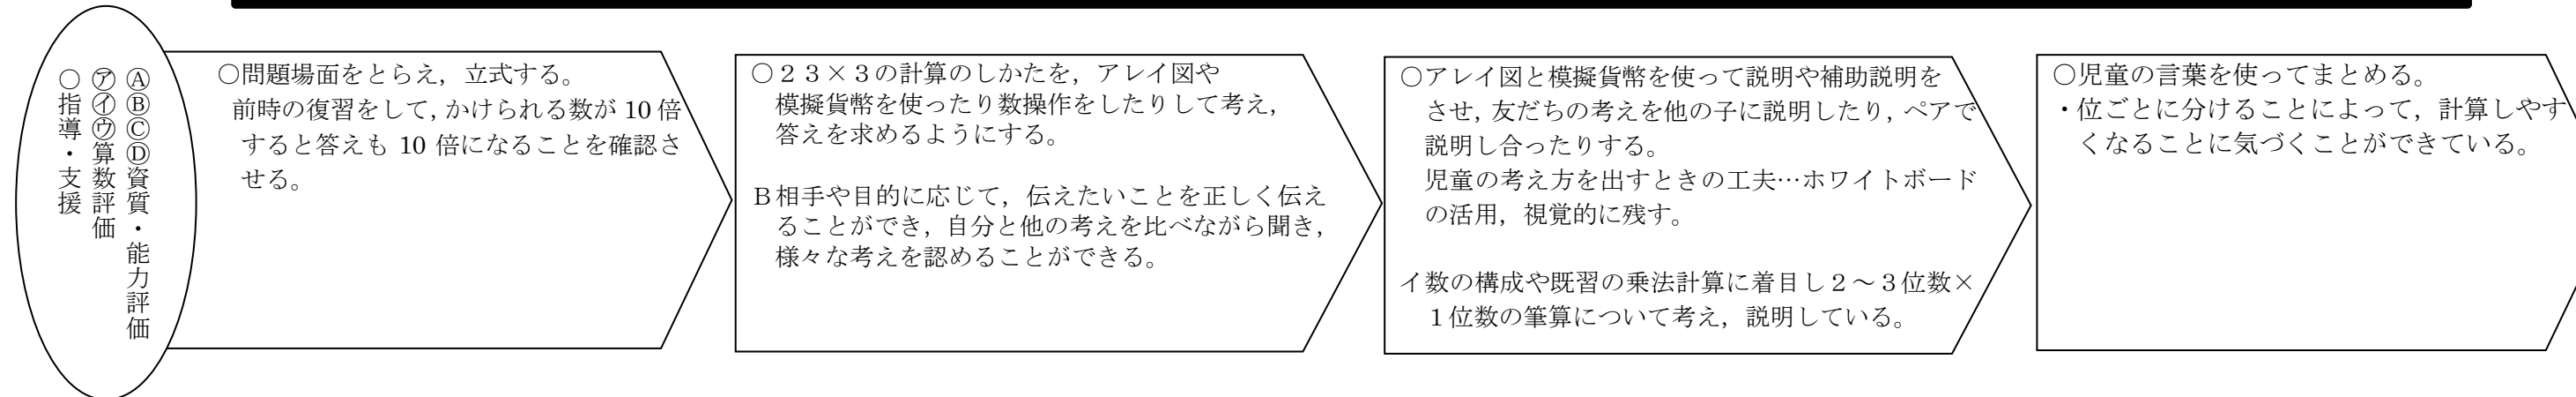 ⒶⒷⒸⒹ資質・能力評価
㋐㋑㋒算数評価
○指導・支援
○問題場面をとらえ，立式する。
前時の復習をして，かけられる数が 10 倍
すると答えも 10 倍になることを確認さ
せる。
○２３×３の計算のしかたを，アレイ図や
模擬貨幣を使ったり数操作をしたりして考え，
答えを求めるようにする。
Ｂ相手や目的に応じて，伝えたいことを正しく伝え
ることができ，自分と他の考えを比べながら聞き，
様々な考えを認めることができる。
○アレイ図と模擬貨幣を使って説明や補助説明を
させ，友だちの考えを他の子に説明したり，ペアで
説明し合ったりする。
児童の考え方を出すときの工夫…ホワイトボード
の活用，視覚的に残す。
イ数の構成や既習の乗法計算に着目し２～３位数×
１位数の筆算について考え，説明している。
○児童の言葉を使ってまとめる。
・位ごとに分けることによって，計算しやす
くなることに気づくことができている。